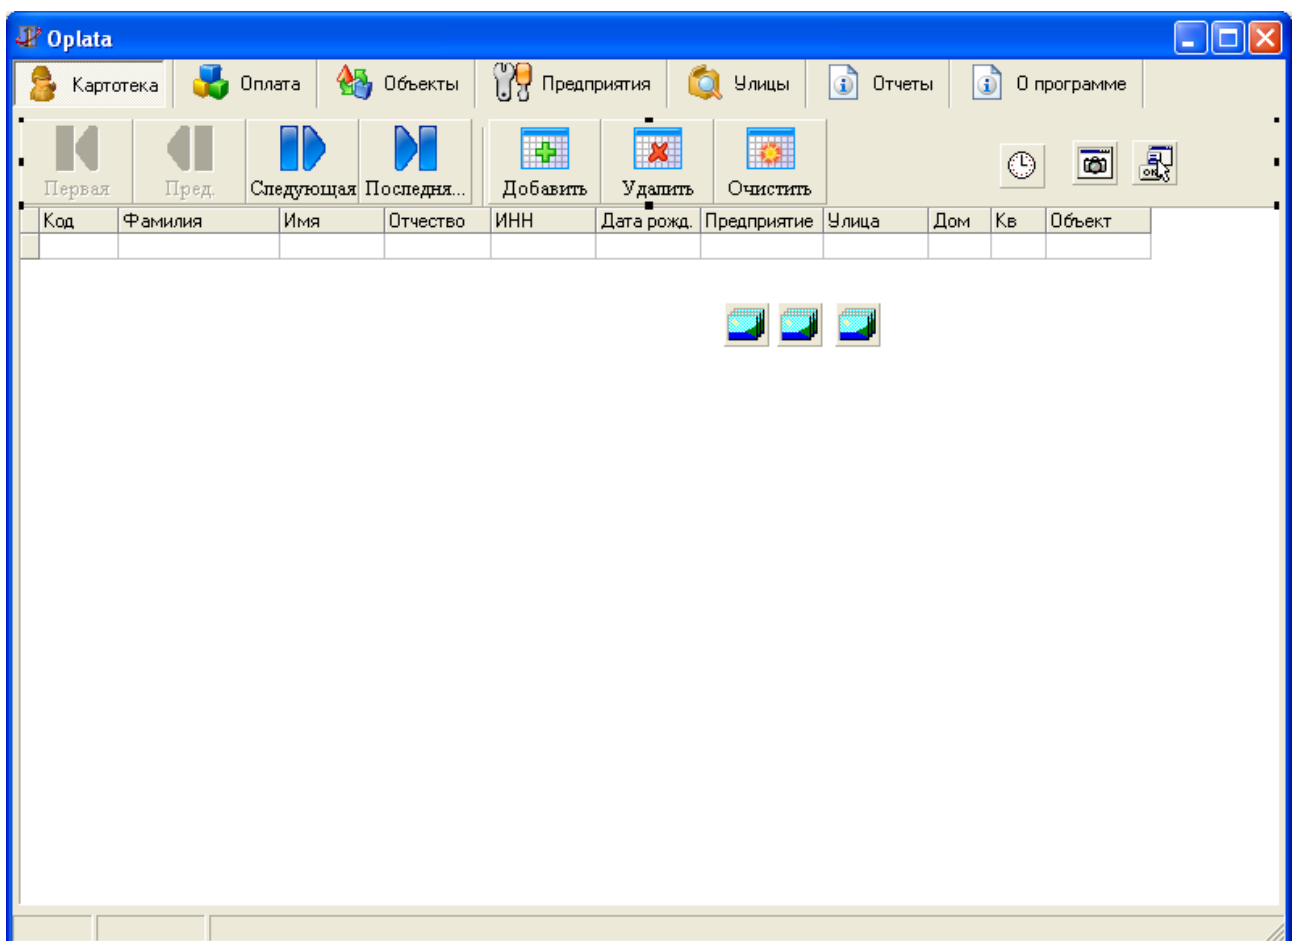 Oplata
Картотека Оплата Объекты Предприятия Улицы Отчеты О программе
Первая Пред. Следующая Последня... Добавить Удалить Очистить
Код Фамилия Имя Отчество ИНН Дата рожд. Предприятие Улица Дом Кв Объект